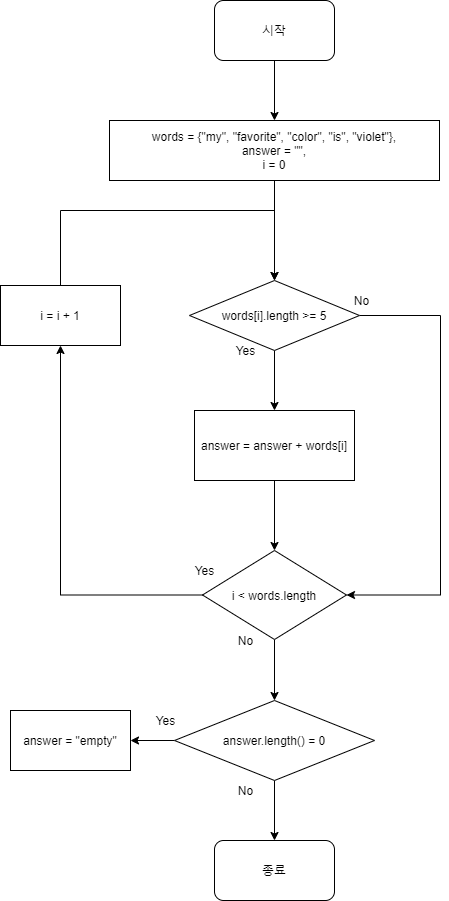 시작
words = {"my", "favorite", "color", "is", "violet"},
answer = "",
i = 0
i = i + 1
words[i].length >= 5
No
Yes
answer = answer + words[i]
Yes
i < words.length
No
Yes
answer = "empty"
answer.length() = 0
No
종료